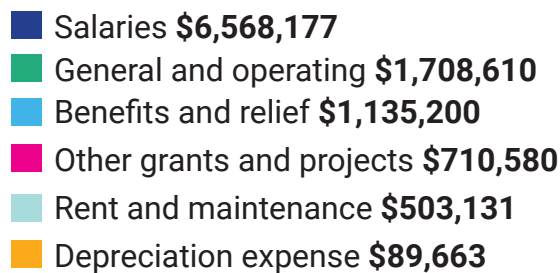 Salaries $6,568,177
General and operating $1,708,610
Benefits and relief $1,135,200
Other grants and projects $710,580
Rent and maintenance $503,131
Depreciation expense $89,663